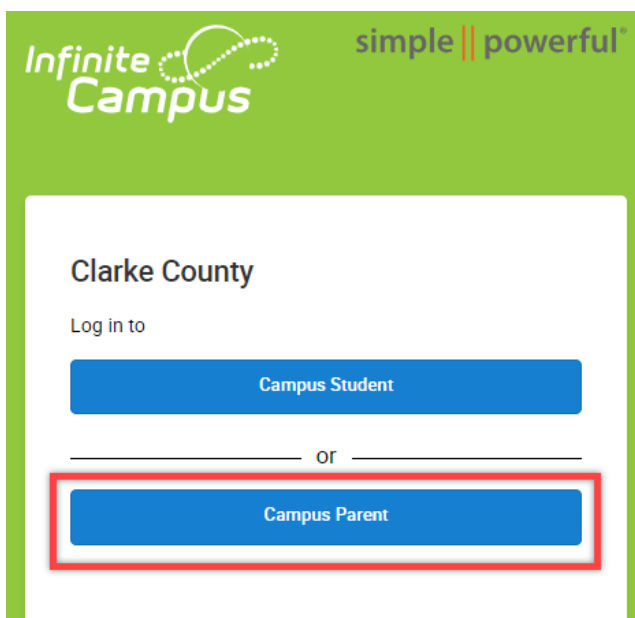 Infinite
Campus
simple || powerful®
Clarke County
Log in to
Campus Student
or
Campus Parent